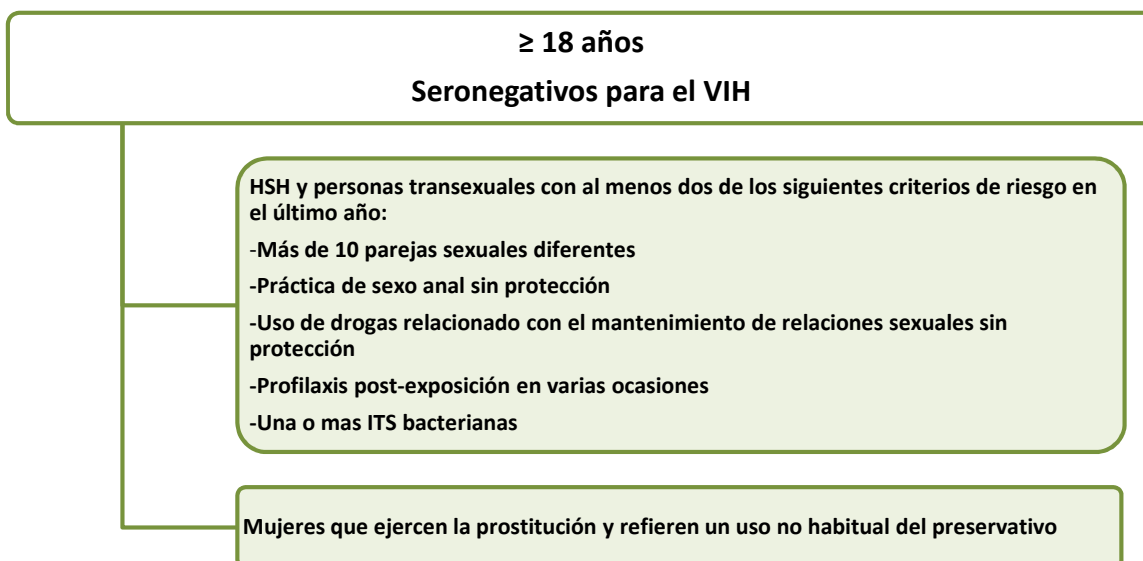 ≥ 18 años
Seronegativos para el VIH
HSH y personas transexuales con al menos dos de los siguientes criterios de riesgo en
el último año:
-Más de 10 parejas sexuales diferentes
-Práctica de sexo anal sin protección
-Uso de drogas relacionado con el mantenimiento de relaciones sexuales sin
protección
-Profilaxis post-exposición en varias ocasiones
-Una o mas ITS bacterianas
Mujeres que ejercen la prostitución y refieren un uso no habitual del preservativo